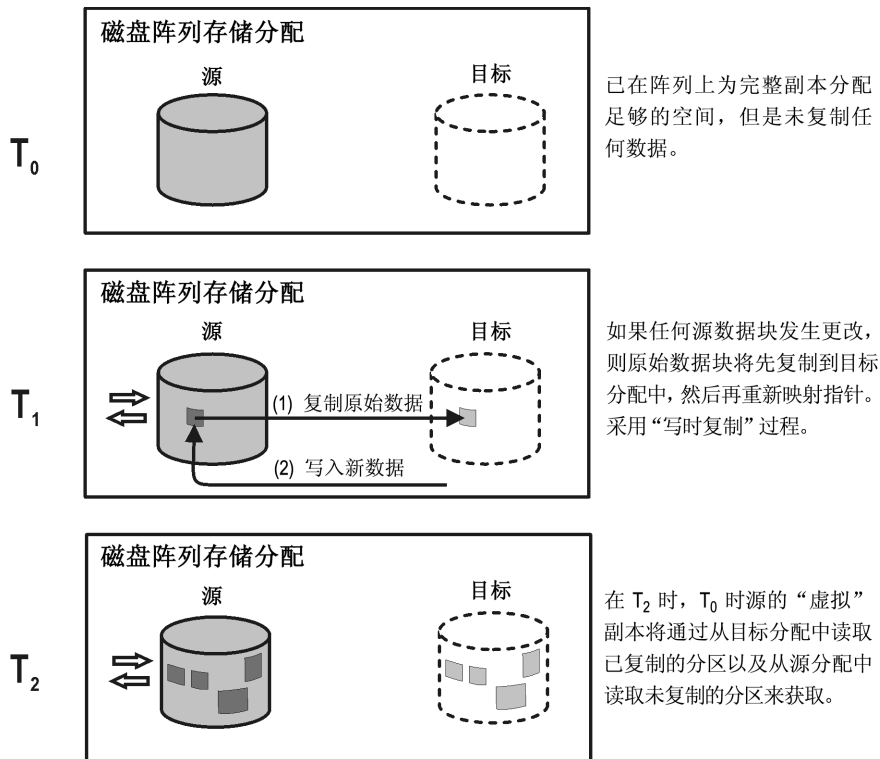 磁盘阵列存储分配
源
目标
T0
已在阵列上为完整副本分配
足够的空间，但是未复制任
何数据。
磁盘阵列存储分配
源
目标
T1
(1) 复制原始数据
(2) 写入新数据
如果任何源数据块发生更改，
则原始数据块将先复制到目标
分配中，然后再重新映射指针。
采用“写时复制”过程。
磁盘阵列存储分配
源
目标
T2
在 T2 时，T0 时源的“虚拟”
副本将通过从目标分配中读取
已复制的分区以及从源分配中
读取未复制的分区来获取。